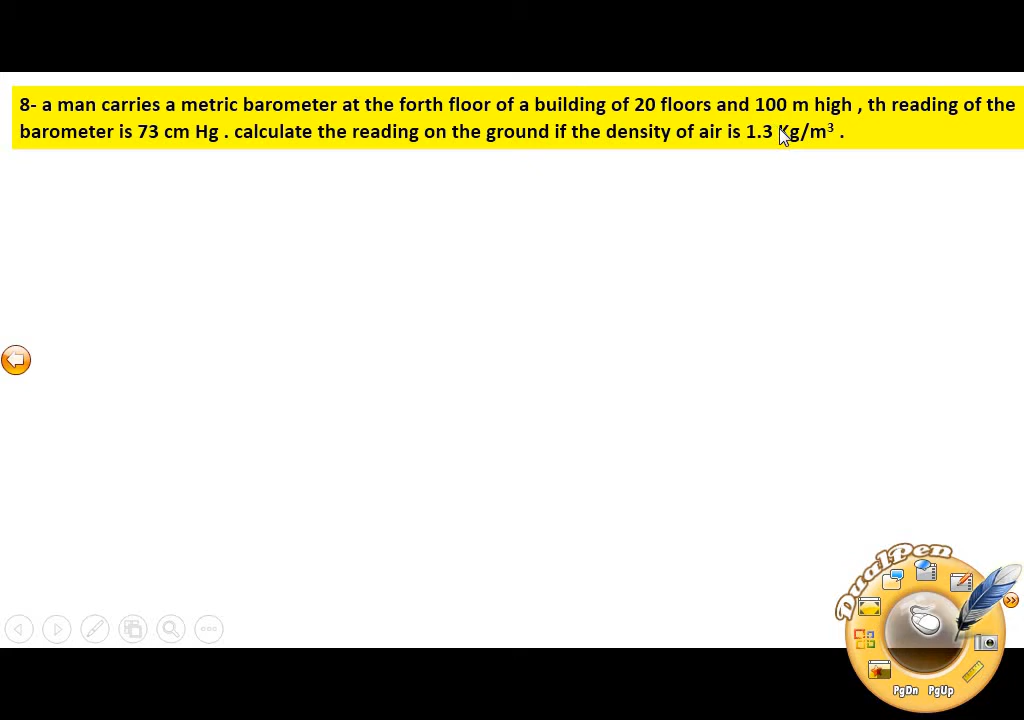 8- a man carries a metric barometer at the forth floor of a building of 20 floors and 100 m high , th reading of the
barometer is 73 cm Hg . calculate the reading on the ground if the density of air is 1.3 Kg/m³ .
DualPen
PgDn PgUp